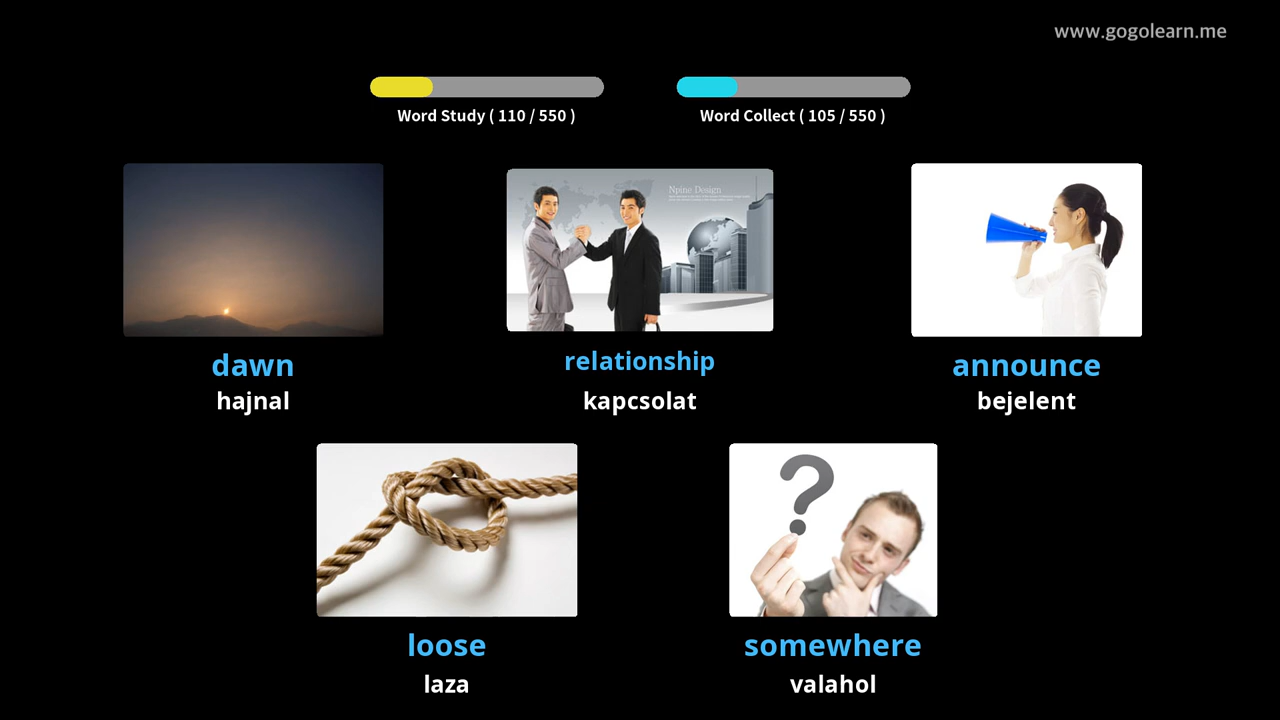 www.gogolearn.me
Word Study ( 110 / 550 )
Word Collect ( 105 / 550 )
Npine Design
dawn
hajnal
relationship
kapcsolat
announce
bejelent
loose
laza
somewhere
valahol